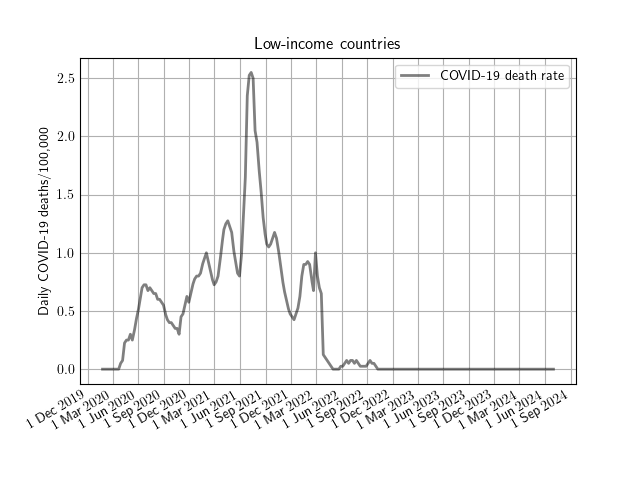 Low-income countries
COVID-19 death rate
Daily COVID-19 deaths/100,000
2.5
2.0
1.5
1.0
0.5
0.0
1 Dec 2019
1 Mar 2020
1 Jun 2020
1 Sep 2020
1 Dec 2020
1 Mar 2021
1 Jun 2021
1 Sep 2021
1 Dec 2021
1 Mar 2022
1 Jun 2022
1 Sep 2022
1 Dec 2022
1 Mar 2023
1 Jun 2023
1 Sep 2023
1 Dec 2023
1 Mar 2024
1 Jun 2024
1 Sep 2024